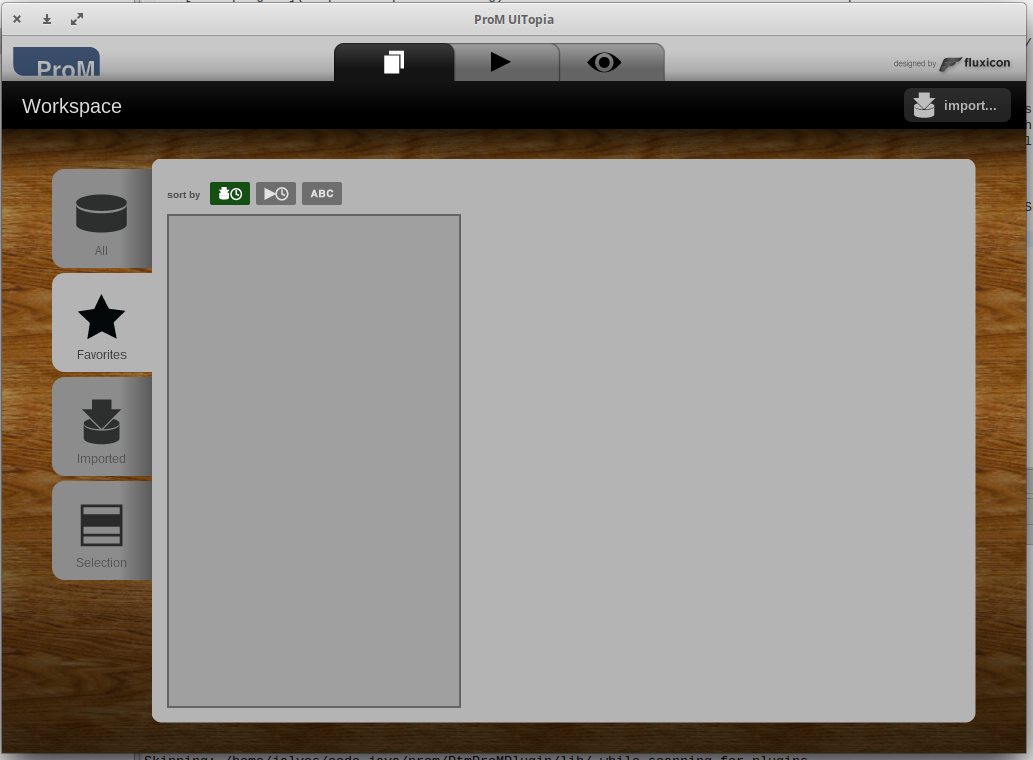 ProM UITopia
ProM
designed by fluxicon
Workspace
import...
sort by
ABC
All
Favorites
Imported
Selection
Skipping: /home/
while scanning for plugins